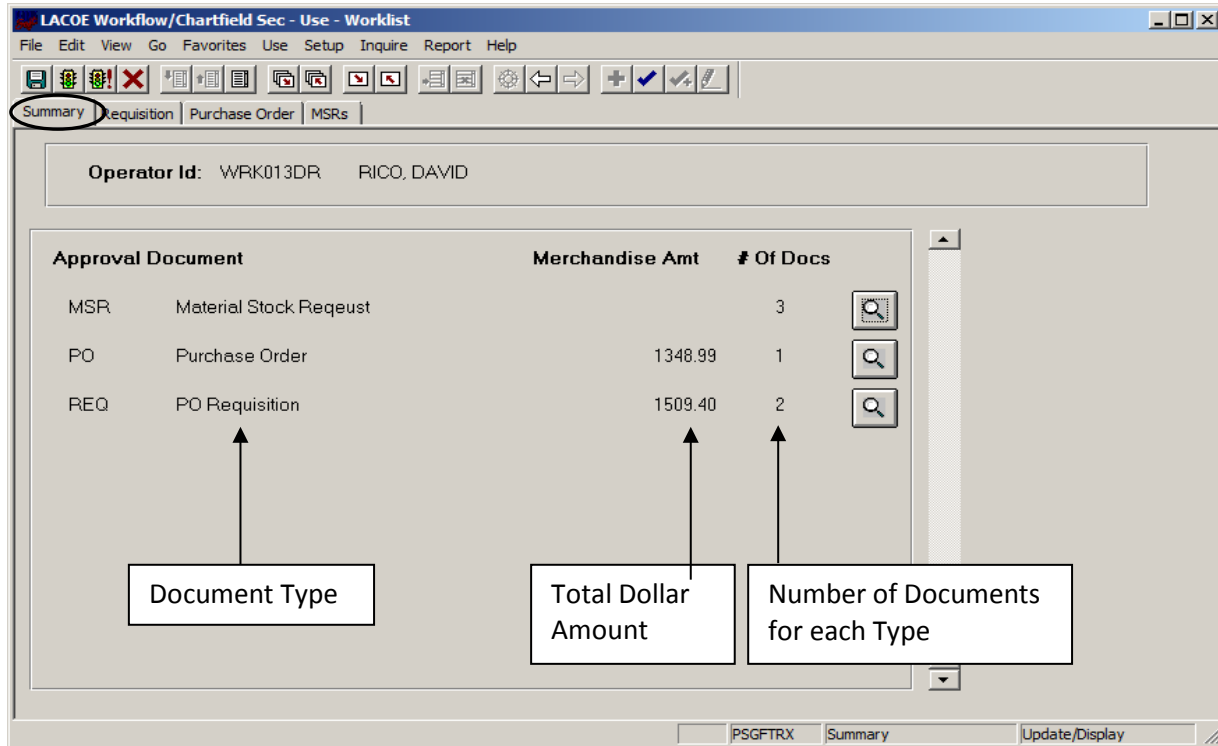 LACOE Workflow/Chartfield Sec - Use - Worklist
File Edit View Go Favorites Use Setup Inquire Report Help
Summary Requisition Purchase Order MSRs
Operator Id: WRK013DR RICO, DAVID
Approval Document Merchandise Amt # Of Docs
MSR Material Stock Reqeust 3
PO Purchase Order 1348.99 1
REQ PO Requisition 1509.40 2
Document Type
Total Dollar
Amount
Number of Documents
for each Type
PSGFTRX Summary Update/Display